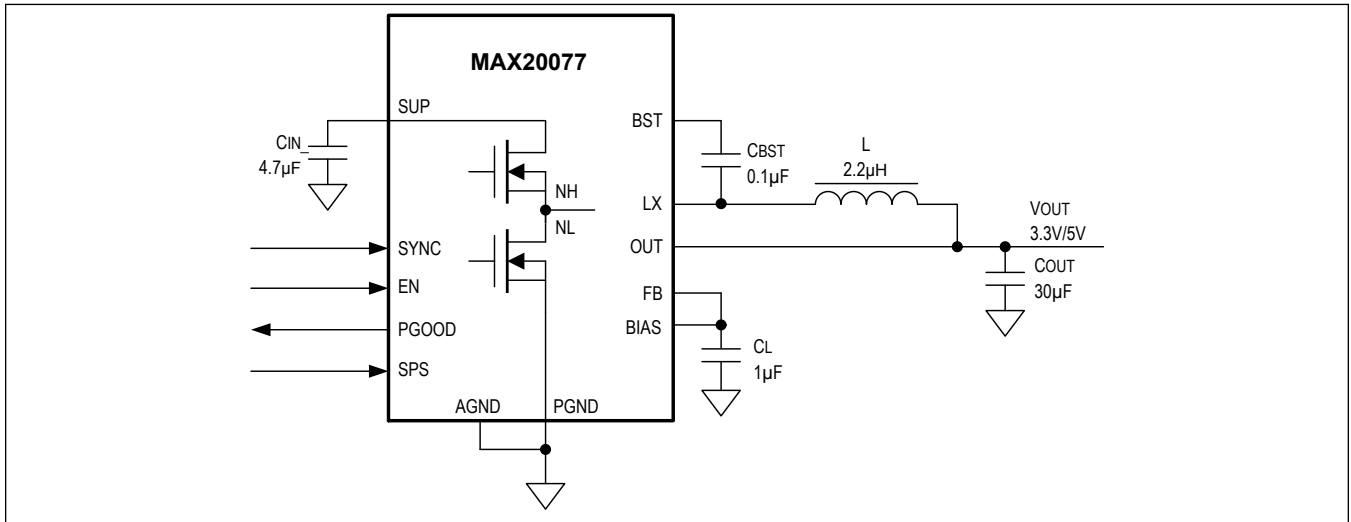 MAX20077
SUP
CIN_
4.7µF
SYNC
EN
PGOOD
SPS
NH
NL
AGND
PGND
BST
LX
OUT
FB
BIAS
CBST
0.1µF
L
2.2µH
VOUT
3.3V/5V
COUT
30µF
CL
1µF